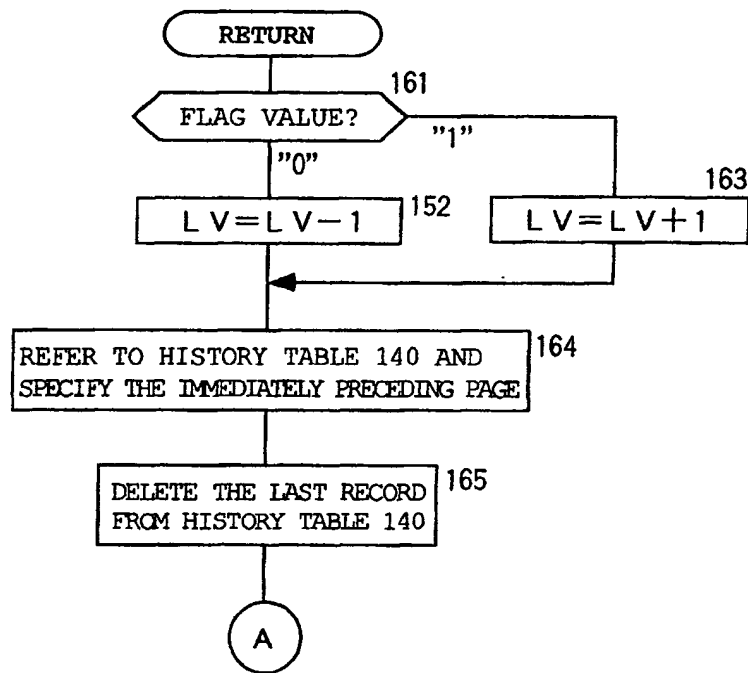 RETURN
161
FLAG VALUE?
"1"
"0"
163
LV=LV-1
152
LV=LV+1
REFER TO HISTORY TABLE 140 AND
SPECIFY THE IMMEDIATELY PRECEDING PAGE
164
DELETE THE LAST RECORD
FROM HISTORY TABLE 140
165
A